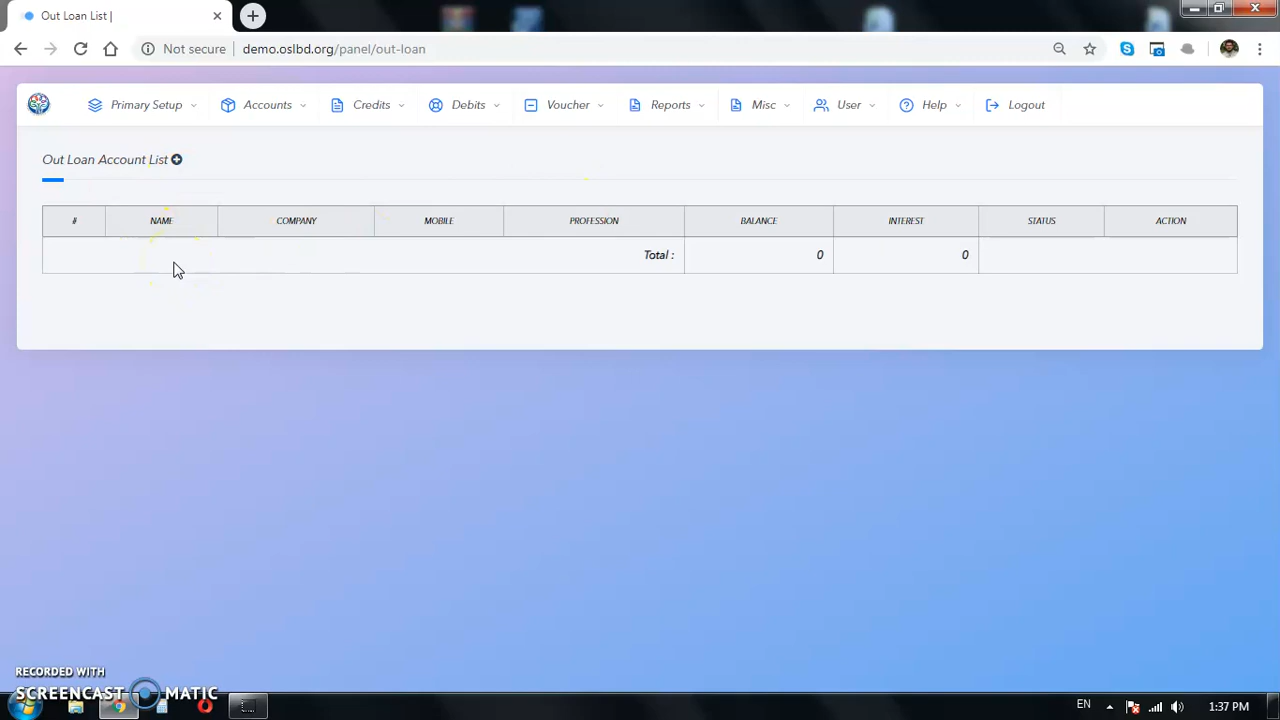 Out Loan List |
Not secure
demo.oslbd.org/panel/out-loan
Primary Setup
Accounts
Credits
Debits
Voucher
Reports
Misc
User
Help
Logout
Out Loan Account List
# NAME COMPANY MOBILE PROFESSION BALANCE INTEREST STATUS ACTION
Total : 0 0
RECORDED WITH
SCREENCAST MATIC
EN
1:37 PM